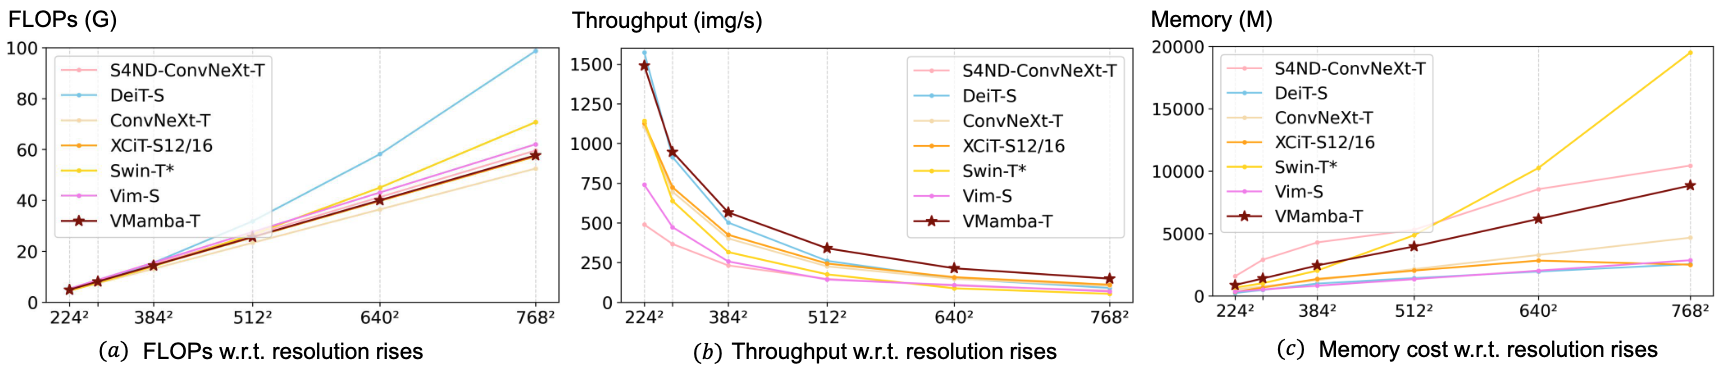 FLOPs (G)
100
80
60
40
20
0
S4ND-ConvNeXt-T
DeiT-S
ConvNeXt-T
XCiT-S12/16
Swin-T*
Vim-S
VMamba-T
224² 384² 512² 640² 768²
(a) FLOPs w.r.t. resolution rises
Throughput (img/s)
1500
1250
1000
750
500
250
0
S4ND-ConvNeXt-T
DeiT-S
ConvNeXt-T
XCiT-S12/16
Swin-T*
Vim-S
VMamba-T
224² 384² 512² 640² 768²
(b) Throughput w.r.t. resolution rises
Memory (M)
20000
15000
10000
5000
0
S4ND-ConvNeXt-T
DeiT-S
ConvNeXt-T
XCiT-S12/16
Swin-T*
Vim-S
VMamba-T
224² 384² 512² 640² 768²
(c) Memory cost w.r.t. resolution rises